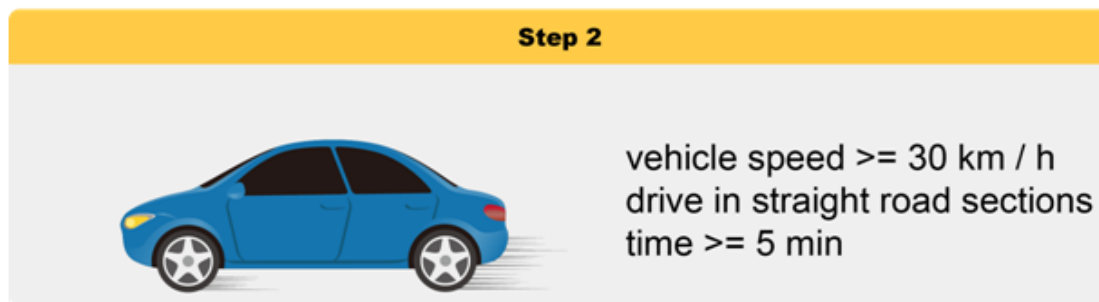 Step 2
vehicle speed >= 30 km / h
drive in straight road sections
time >= 5 min